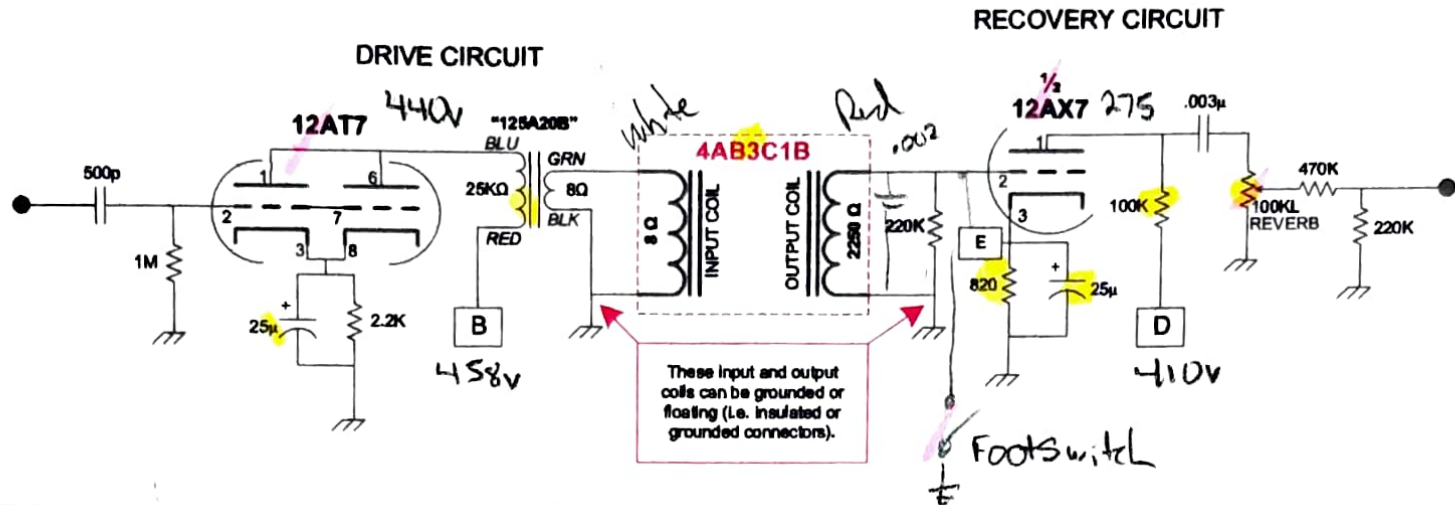 RECOVERY CIRCUIT
DRIVE CIRCUIT
440v
12AT7
"125A20B"
BLU
GRN
25KΩ
8Ω
BLK
RED
White
Red
4AB3C1B
.002
1/2
12AX7
275
.003µ
500p
1
6
2
7
3
8
1M
25µ
+
2.2K
B
458v
8 Ω
INPUT COIL
OUTPUT COIL
2250 Ω
220K
E
1
2
3
820
+
25µ
100K
D
410v
100KL
REVERB
470K
220K
These input and output
coils can be grounded or
floating (i.e. insulated or
grounded connectors).
Footswitch